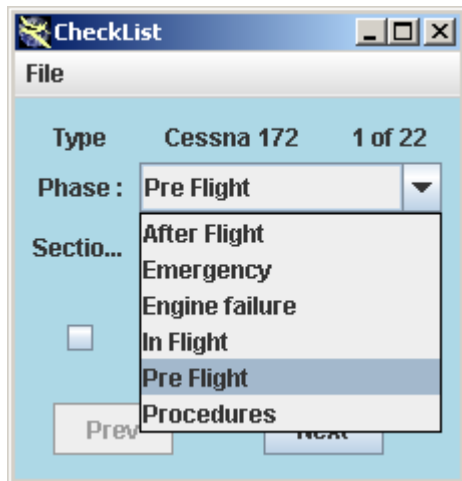 CheckList
File
Type Cessna 172 1 of 22
Phase : Pre Flight
After Flight
Sectio...
Emergency
Engine failure
In Flight
Pre Flight
Procedures
Prev Next